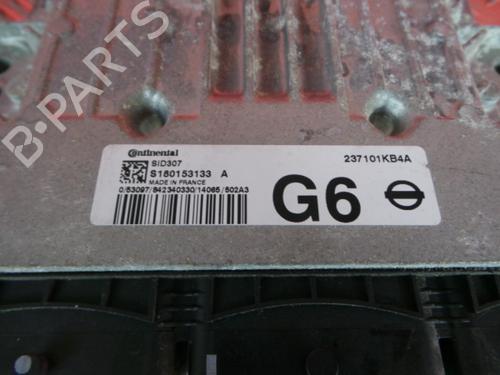 B-PARTS
Continental
SID307
237101KB4A
S180153133 A
MADE IN FRANCE
0/53097/842340330/14065/502A3
G6